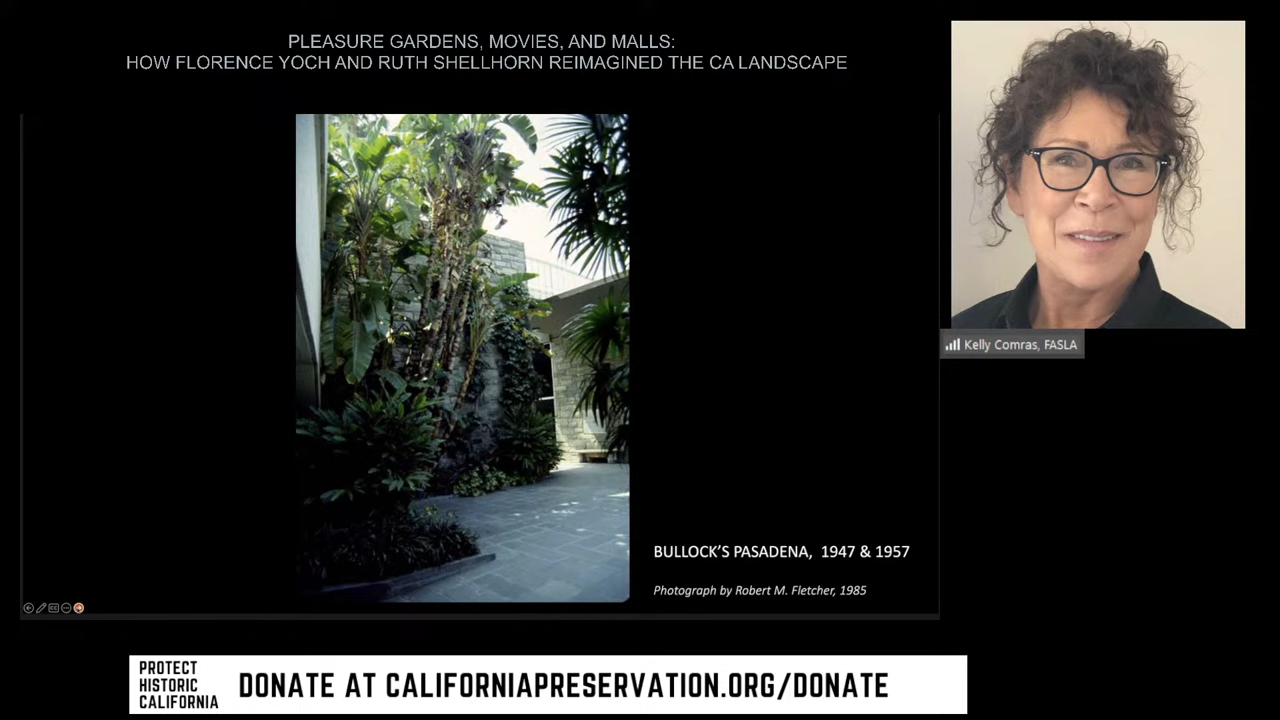 PLEASURE GARDENS, MOVIES, AND MALLS:
HOW FLORENCE YOCH AND RUTH SHELLHORN REIMAGINED THE CA LANDSCAPE
Kelly Comras, FASLA
BULLOCK'S PASADENA, 1947 & 1957
Photograph by Robert M. Fletcher, 1985
PROTECT
HISTORIC
CALIFORNIA
DONATE AT CALIFORNIAPRESERVATION.ORG/DONATE